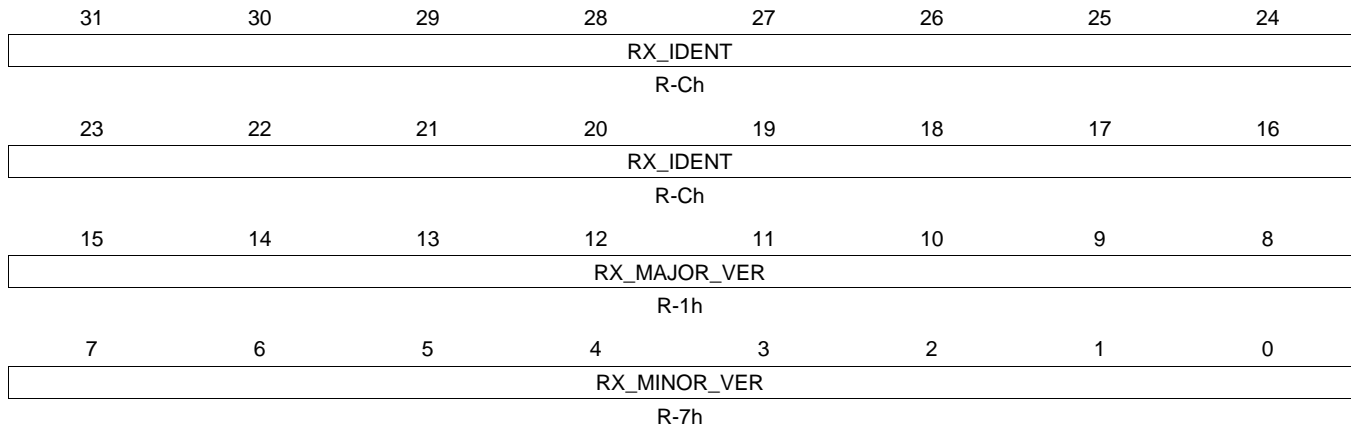 31 30 29 28 27 26 25 24
RX_IDENT
R-Ch
23 22 21 20 19 18 17 16
RX_IDENT
R-Ch
15 14 13 12 11 10 9 8
RX_MAJOR_VER
R-1h
7 6 5 4 3 2 1 0
RX_MINOR_VER
R-7h